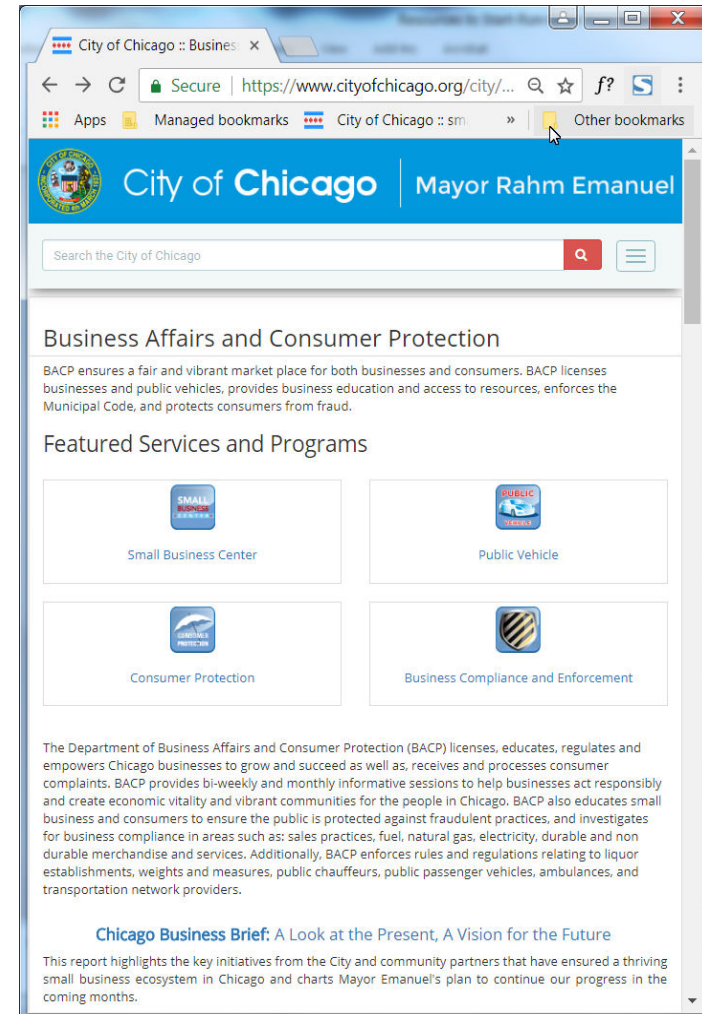 City of Chicago :: Busines
Secure | https://www.cityofchicago.org/city/...
f?
S
Apps
Managed bookmarks
City of Chicago :: sm
»
Other bookmarks
City of Chicago
Mayor Rahm Emanuel
Search the City of Chicago
Business Affairs and Consumer Protection
BACP ensures a fair and vibrant market place for both businesses and consumers. BACP licenses
businesses and public vehicles, provides business education and access to resources, enforces the
Municipal Code, and protects consumers from fraud.
Featured Services and Programs
SMALL
BUSINESS
CENTER
Small Business Center
PUBLIC
VEHICLE
Public Vehicle
CONSUMER
PROTECTION
Consumer Protection
Business Compliance and Enforcement
The Department of Business Affairs and Consumer Protection (BACP) licenses, educates, regulates and
empowers Chicago businesses to grow and succeed as well as, receives and processes consumer
complaints. BACP provides bi-weekly and monthly informative sessions to help businesses act responsibly
and create economic vitality and vibrant communities for the people in Chicago. BACP also educates small
business and consumers to ensure the public is protected against fraudulent practices, and investigates
for business compliance in areas such as: sales practices, fuel, natural gas, electricity, durable and non
durable merchandise and services. Additionally, BACP enforces rules and regulations relating to liquor
establishments, weights and measures, public chauffeurs, public passenger vehicles, ambulances, and
transportation network providers.
Chicago Business Brief: A Look at the Present, A Vision for the Future
This report highlights the key initiatives from the City and community partners that have ensured a thriving
small business ecosystem in Chicago and charts Mayor Emanuel's plan to continue our progress in the
coming months.